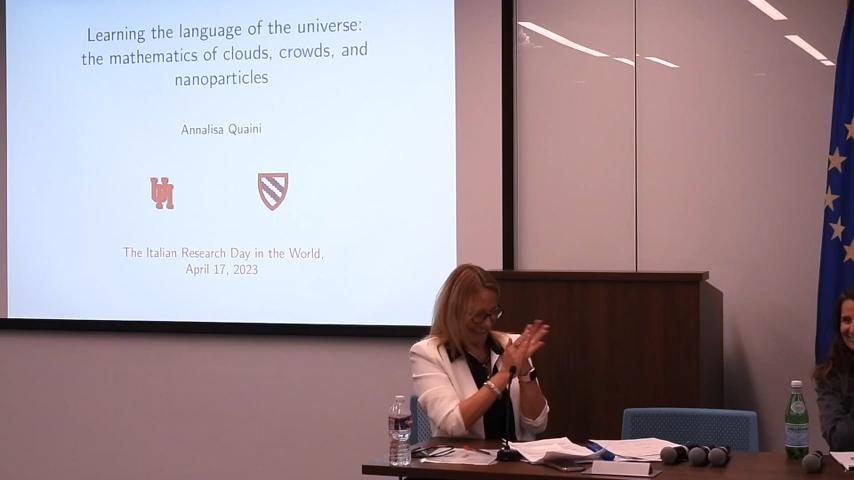 Learning the language of the universe:
the mathematics of clouds, crowds, and
nanoparticles
Annalisa Quaini
UH
The Italian Research Day in the World,
April 17, 2023